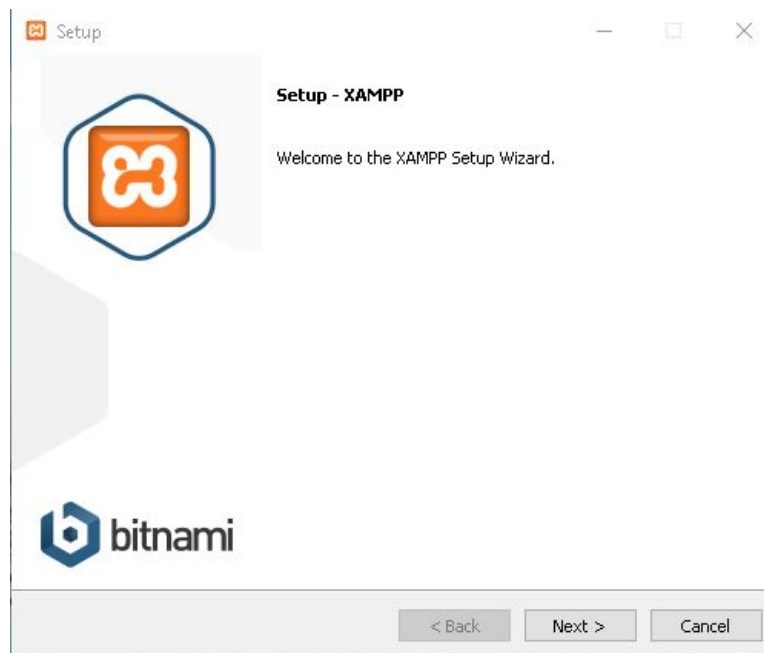 Setup
Setup - XAMPP
Welcome to the XAMPP Setup Wizard.
bitnami
< Back
Next >
Cancel